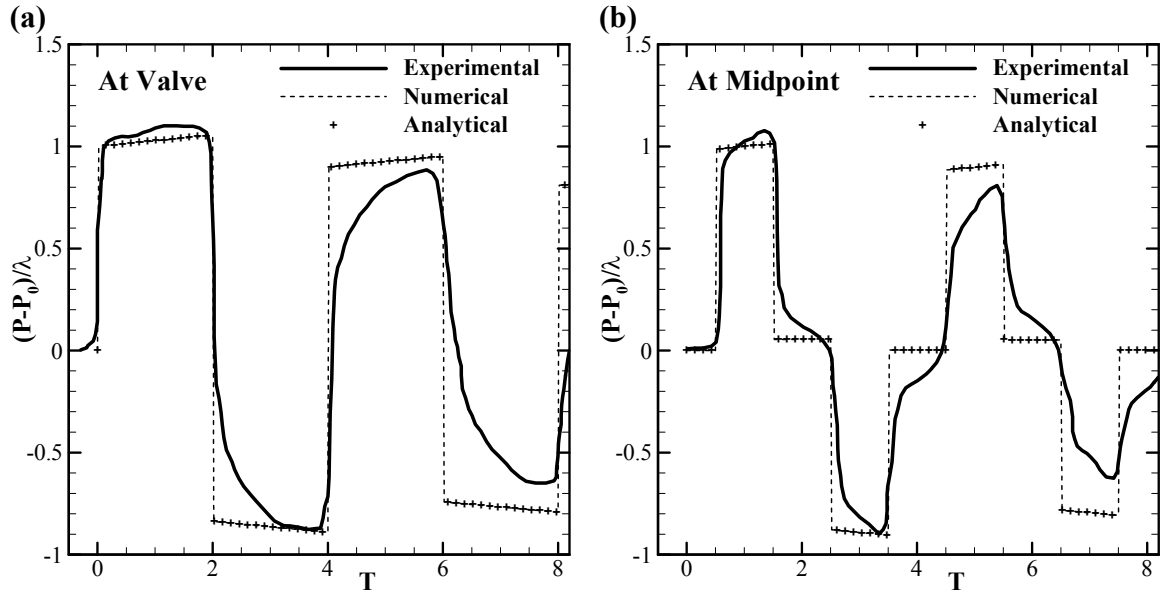 (a)
(b)
At Valve
Experimental
Numerical
Analytical
1.5
1
0.5
0
-0.5
-1
(P-P₀)/λ
0 2 4 6 8
T
At Midpoint
Experimental
Numerical
Analytical
1.5
1
0.5
0
-0.5
-1
(P-P₀)/λ
0 2 4 6 8
T